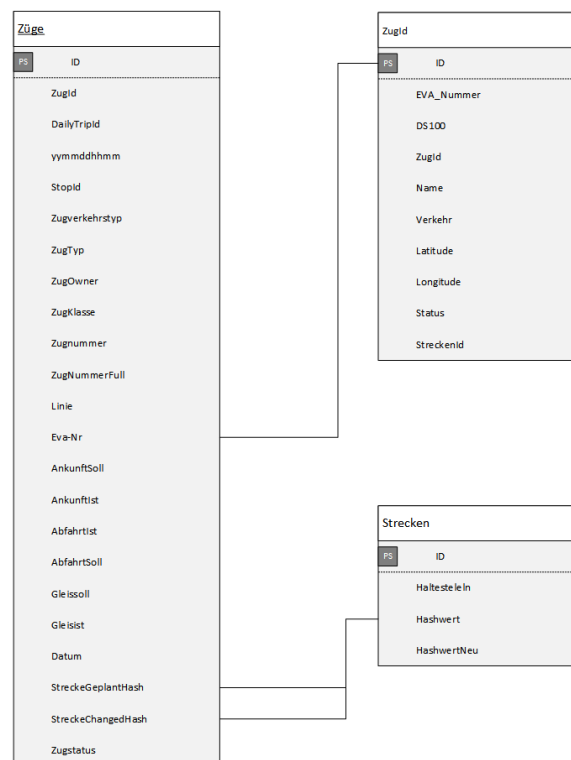 Züge
PS ID
ZugId
DailyTripId
yymmddhhmm
StopId
Zugverkehrstyp
ZugTyp
ZugOwner
ZugKlasse
Zugnummer
ZugNummerFull
Linie
Eva-Nr
AnkunftSoll
AnkunftIst
AbfahrtIst
AbfahrtSoll
Gleissoll
GleisIst
Datum
StreckeGeplantHash
StreckeChangedHash
Zugstatus
ZugId
PS ID
EVA_Nummer
DS100
ZugId
Name
Verkehr
Latitude
Longitude
Status
StreckenId
Strecken
PS ID
Haltesteleln
Hashwert
HashwertNeu